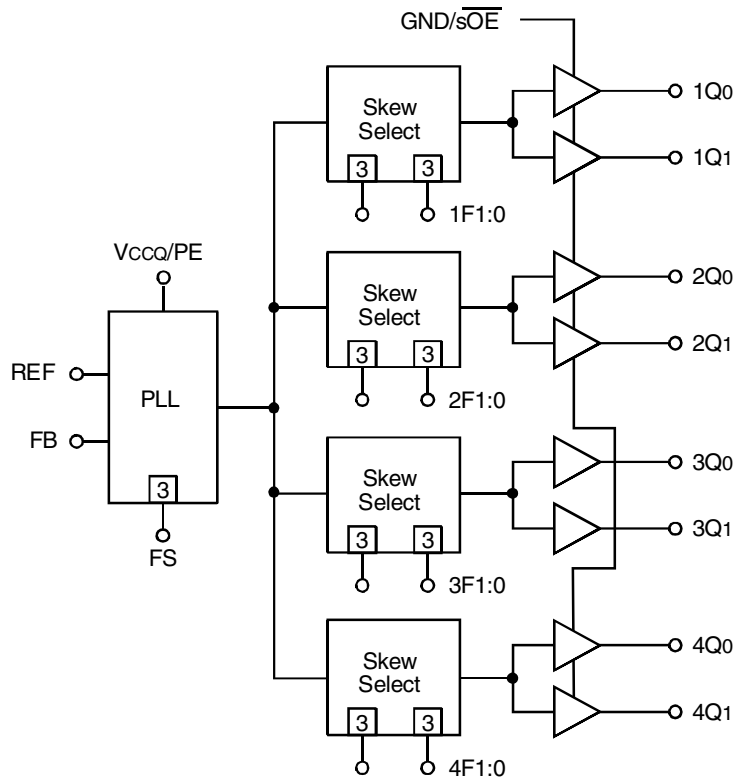 GND/sOE
Skew
Select
3 3
1F1:0
1Q0
1Q1
VCCQ/PE
Skew
Select
3 3
2F1:0
2Q0
2Q1
REF
FB
PLL
3
FS
Skew
Select
3 3
3F1:0
3Q0
3Q1
Skew
Select
3 3
4F1:0
4Q0
4Q1